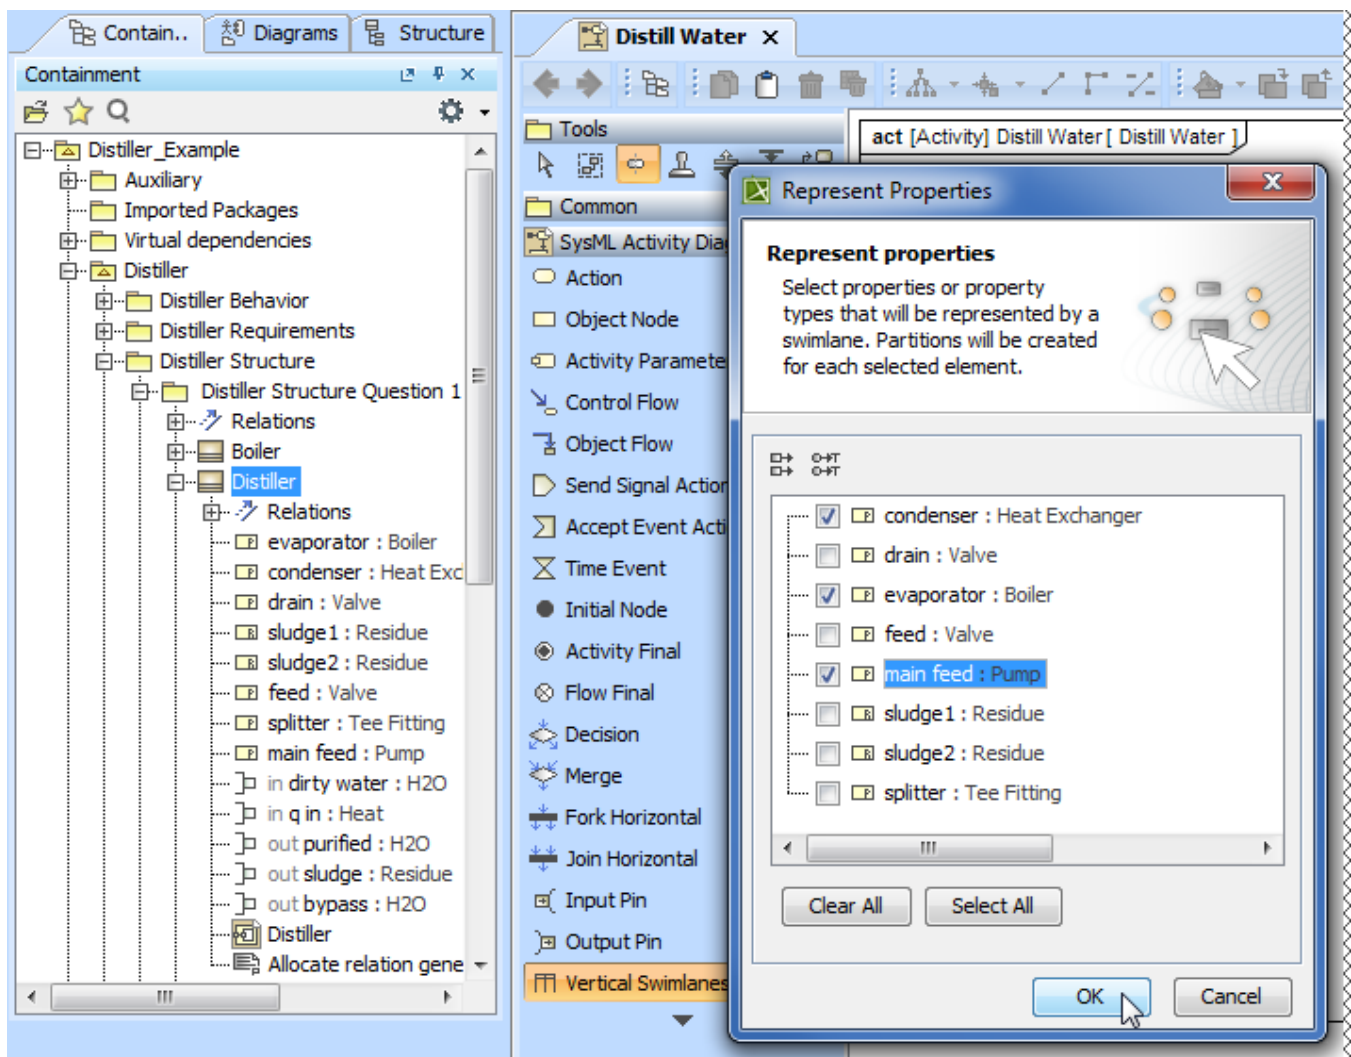 Contain..
Diagrams
Structure
Containment
Distiller_Example
Auxiliary
Imported Packages
Virtual dependencies
Distiller
Distiller Behavior
Distiller Requirements
Distiller Structure
Distiller Structure Question 1
Relations
Boiler
Distiller
Relations
evaporator : Boiler
condenser : Heat Exc
drain : Valve
sludge1 : Residue
sludge2 : Residue
feed : Valve
splitter : Tee Fitting
main feed : Pump
in dirty water : H2O
in q in : Heat
out purified : H2O
out sludge : Residue
out bypass : H2O
Distiller
Allocate relation gene
Distill Water
Tools
Common
SysML Activity Dia
Action
Object Node
Activity Paramete
Control Flow
Object Flow
Send Signal Action
Accept Event Acti
Time Event
Initial Node
Activity Final
Flow Final
Decision
Merge
Fork Horizontal
Join Horizontal
Input Pin
Output Pin
Vertical Swimlanes
act [Activity] Distill Water [ Distill Water ]
Represent Properties
Represent properties
Select properties or property
types that will be represented by a
swimlane. Partitions will be created
for each selected element.
condenser : Heat Exchanger
drain : Valve
evaporator : Boiler
feed : Valve
main feed : Pump
sludge1 : Residue
sludge2 : Residue
splitter : Tee Fitting
Clear All
Select All
OK
Cancel